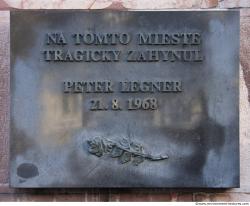 NA TOMTO MIESTE
TRAGICKY ZAHYNUL
PETER LEGNER
21. 8. 1968